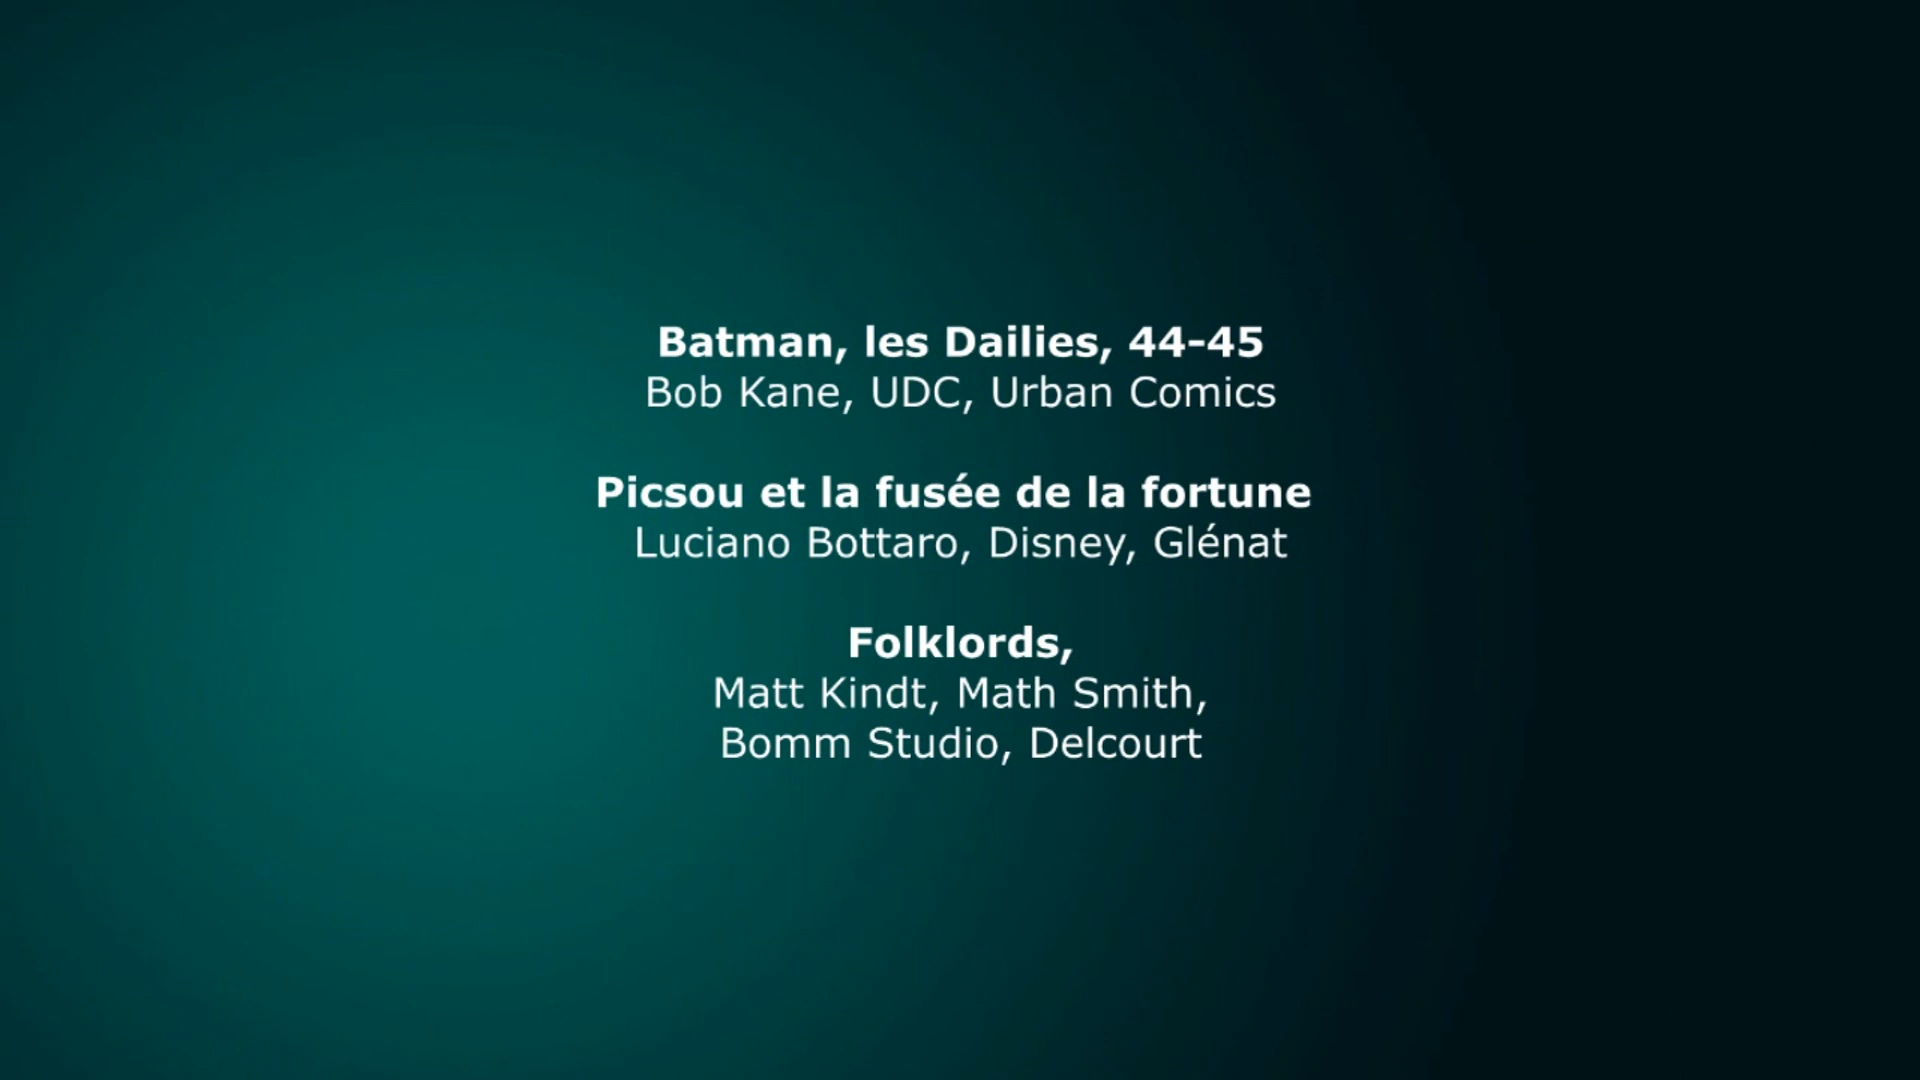 Batman, les Dailies, 44-45
Bob Kane, UDC, Urban Comics
Picsou et la fusée de la fortune
Luciano Bottaro, Disney, Glénat
Folklords,
Matt Kindt, Math Smith,
Bomm Studio, Delcourt